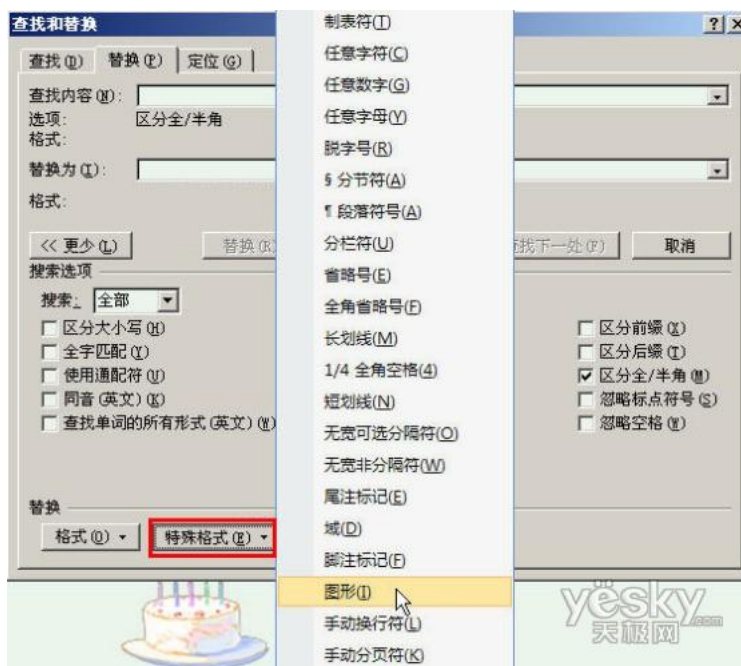 查找和替换
查找(D) 替换(P) 定位(G)
查找内容(N):
选项: 区分全/半角
格式:
替换为(I):
格式:
<< 更少(L) 替换(R 找下一处(F) 取消
搜索选项
搜索: 全部
区分大小写(H)
全字匹配(Y)
使用通配符(U)
同音(英文)(K)
查找单词的所有形式(英文)(W)
区分前缀(X)
区分后缀(T)
区分全/半角(M)
忽略标点符号(S)
忽略空格(W)
替换
格式(O) 特殊格式(E)
制表符(T)
任意字符(C)
任意数字(G)
任意字母(Y)
脱字号(R)
§ 分节符(A)
¶ 段落符号(A)
分栏符(U)
省略号(E)
全角省略号(F)
长划线(M)
1/4 全角空格(4)
短划线(N)
无宽可选分隔符(O)
无宽非分隔符(W)
尾注标记(E)
域(D)
脚注标记(F)
图形(I)
手动换行符(L)
手动分页符(K)
yesky.com
天极网